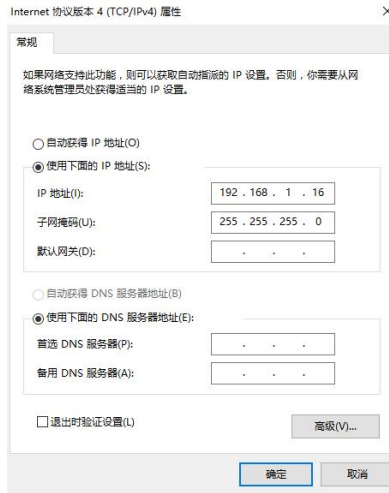 Internet 协议版本 4 (TCP/IPv4) 属性
常规
如果网络支持此功能，则可以获取自动指派的 IP 设置。否则，你需要从网
络系统管理员处获得适当的 IP 设置。
自动获得 IP 地址(O)
使用下面的 IP 地址(S):
IP 地址(I): 192 . 168 . 1 . 16
子网掩码(U): 255 . 255 . 255 . 0
默认网关(D): . . .
自动获得 DNS 服务器地址(B)
使用下面的 DNS 服务器地址(E):
首选 DNS 服务器(P): . . .
备用 DNS 服务器(A): . . .
退出时验证设置(L)
高级(V)...
确定 取消